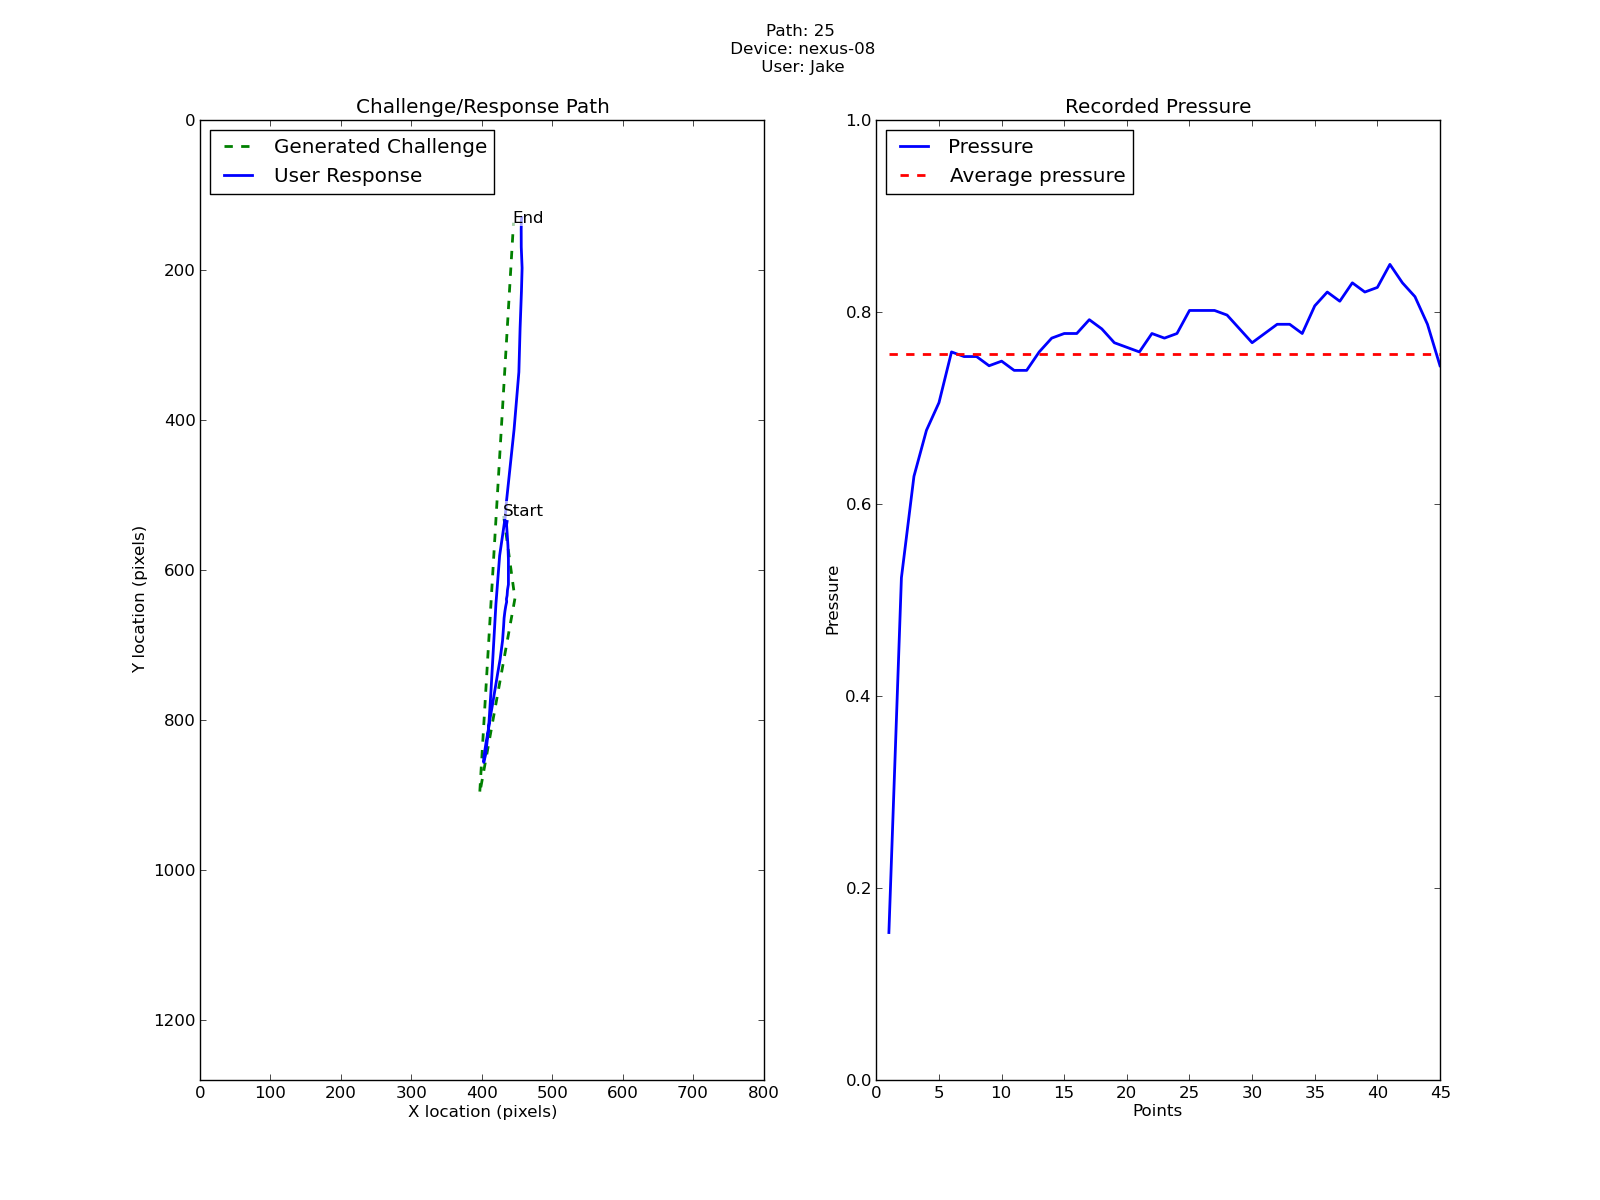 Path: 25
Device: nexus-08
User: Jake
Challenge/Response Path
Generated Challenge
User Response
End
Start
0
200
400
600
800
1000
1200
Y location (pixels)
0 100 200 300 400 500 600 700 800
X location (pixels)
Recorded Pressure
Pressure
Average pressure
1.0
0.8
0.6
0.4
0.2
0.0
Pressure
0 5 10 15 20 25 30 35 40 45
Points